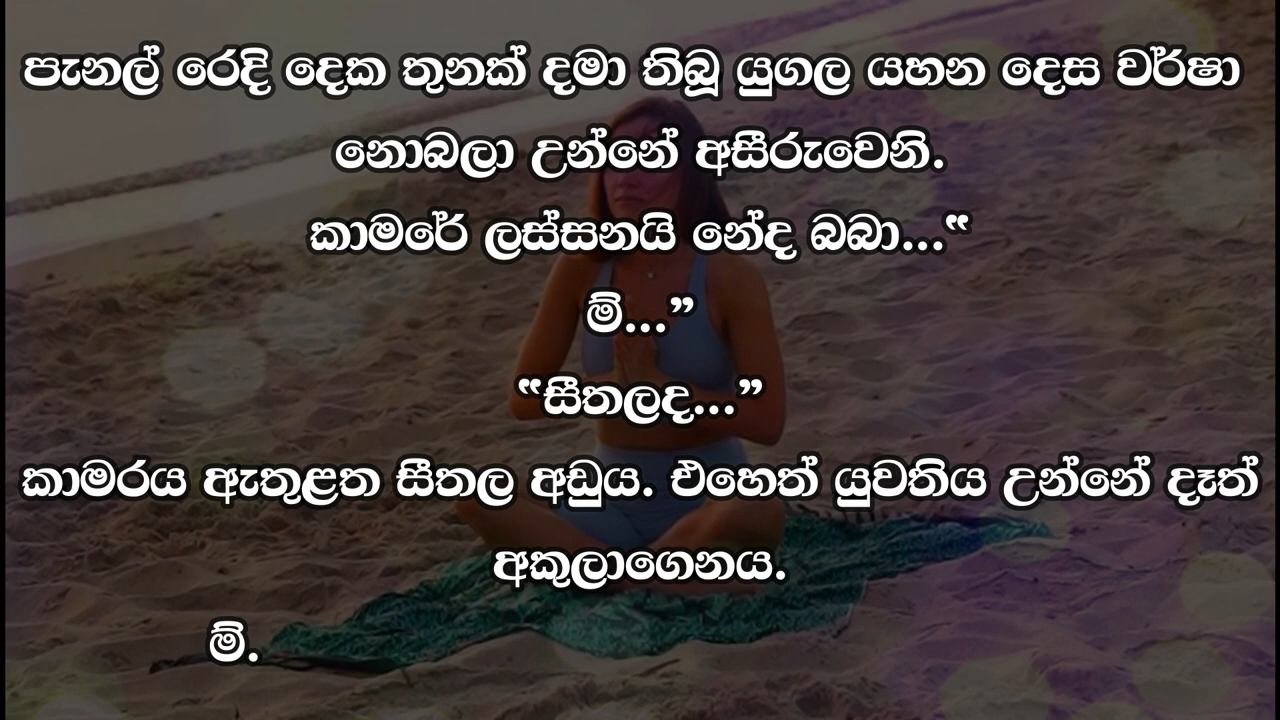 පැනල් රෙදි දෙක තුනක් දමා තිබූ යුගල යහන දෙස වර්ෂා
නොබලා උන්නේ අසීරුවෙනි.
කාමරේ ලස්සනයි නේද බබා...“
ම්...”
“සීතලද...”
කාමරය ඇතුළත සීතල අඩුය. එහෙත් යුවතිය උන්නේ දෑත්
අකුලාගෙනය.
ම්.